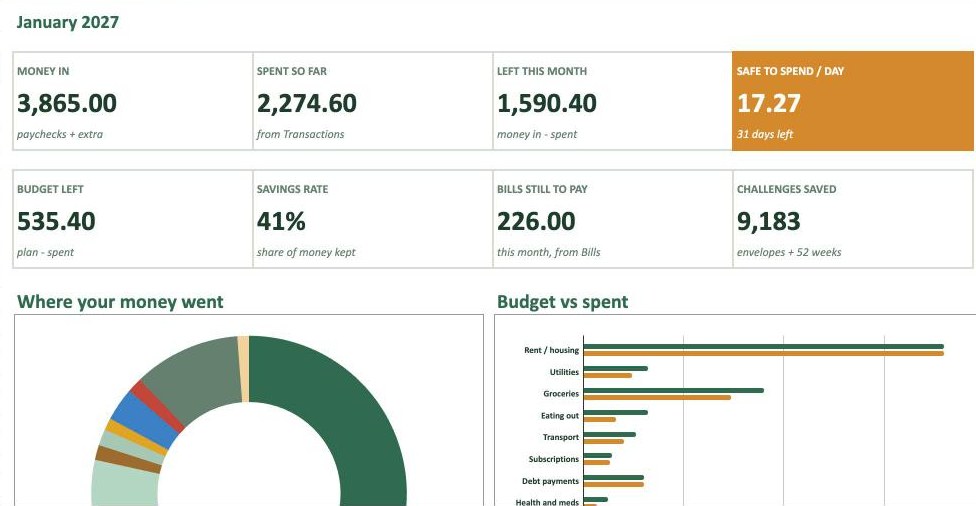 January 2027
MONEY IN
3,865.00
paychecks + extra
SPENT SO FAR
2,274.60
from Transactions
LEFT THIS MONTH
1,590.40
money in - spent
SAFE TO SPEND / DAY
17.27
31 days left
BUDGET LEFT
535.40
plan - spent
SAVINGS RATE
41%
share of money kept
BILLS STILL TO PAY
226.00
this month, from Bills
CHALLENGES SAVED
9,183
envelopes + 52 weeks
Where your money went
Budget vs spent
Rent / housing
Utilities
Groceries
Eating out
Transport
Subscriptions
Debt payments
Health and meds